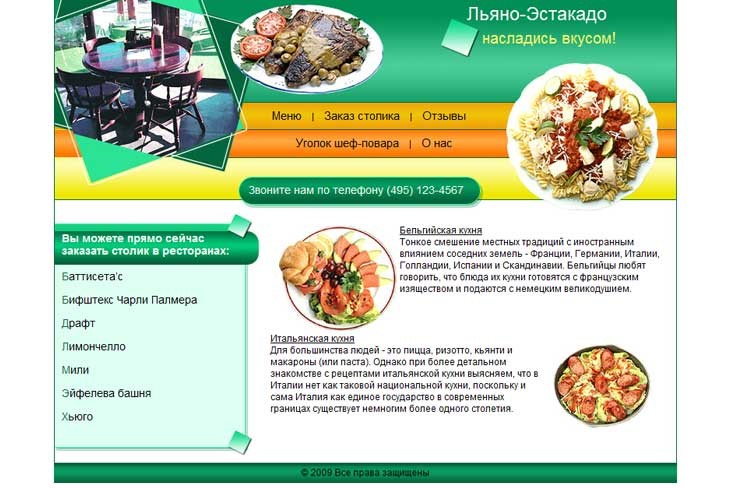 Льяно-Эстакадо
насладись вкусом!
Меню | Заказ столика | Отзывы
Уголок шеф-повара | О нас
Звоните нам по телефону (495) 123-4567
Вы можете прямо сейчас
заказать столик в ресторанах:
Баттисета'с
Бифштекс Чарли Палмера
Драфт
Лимончелло
Мили
Эйфелева башня
Хьюго
Бельгийская кухня
Тонкое смешение местных традиций с иностранным
влиянием соседних земель - Франции, Германии, Италии,
Голландии, Испании и Скандинавии. Бельгийцы любят
говорить, что блюда их кухни готовятся с французским
изяществом и подаются с немецким великодушием.
Итальянская кухня
Для большинства людей - это пицца, ризотто, кьянти и
макароны (или паста). Однако при более детальном
знакомстве с рецептами итальянской кухни выясняем, что в
Италии нет как таковой национальной кухни, поскольку и
сама Италия как единое государство в современных
границах существует немногим более одного столетия.
© 2009 Все права защищены